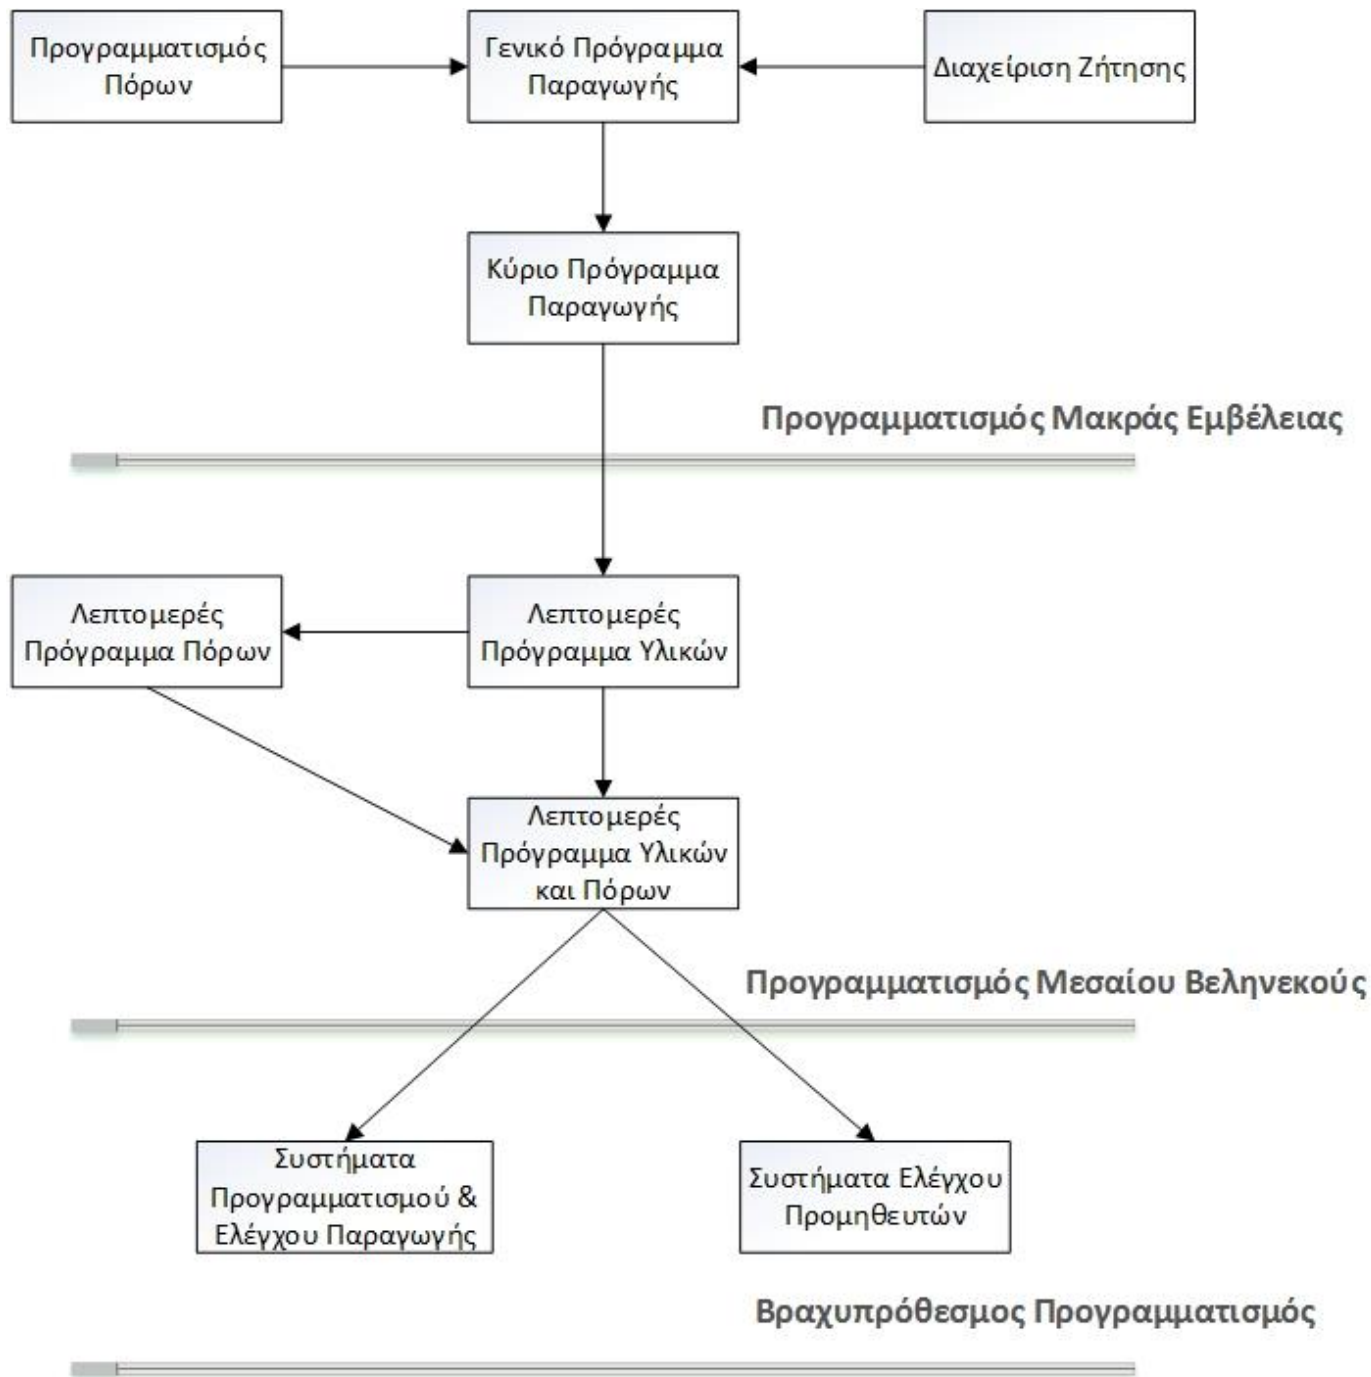 Προγραμματισμός
Πόρων
Γενικό Πρόγραμμα
Παραγωγής
Διαχείριση Ζήτησης
Κύριο Πρόγραμμα
Παραγωγής
Προγραμματισμός Μακράς Εμβέλειας
Λεπτομερές
Πρόγραμμα Πόρων
Λεπτομερές
Πρόγραμμα Υλικών
Λεπτομερές
Πρόγραμμα Υλικών
και Πόρων
Προγραμματισμός Μεσαίου Βεληνεκούς
Συστήματα
Προγραμματισμού &
Ελέγχου Παραγωγής
Συστήματα Ελέγχου
Προμηθευτών
Βραχυπρόθεσμος Προγραμματισμός